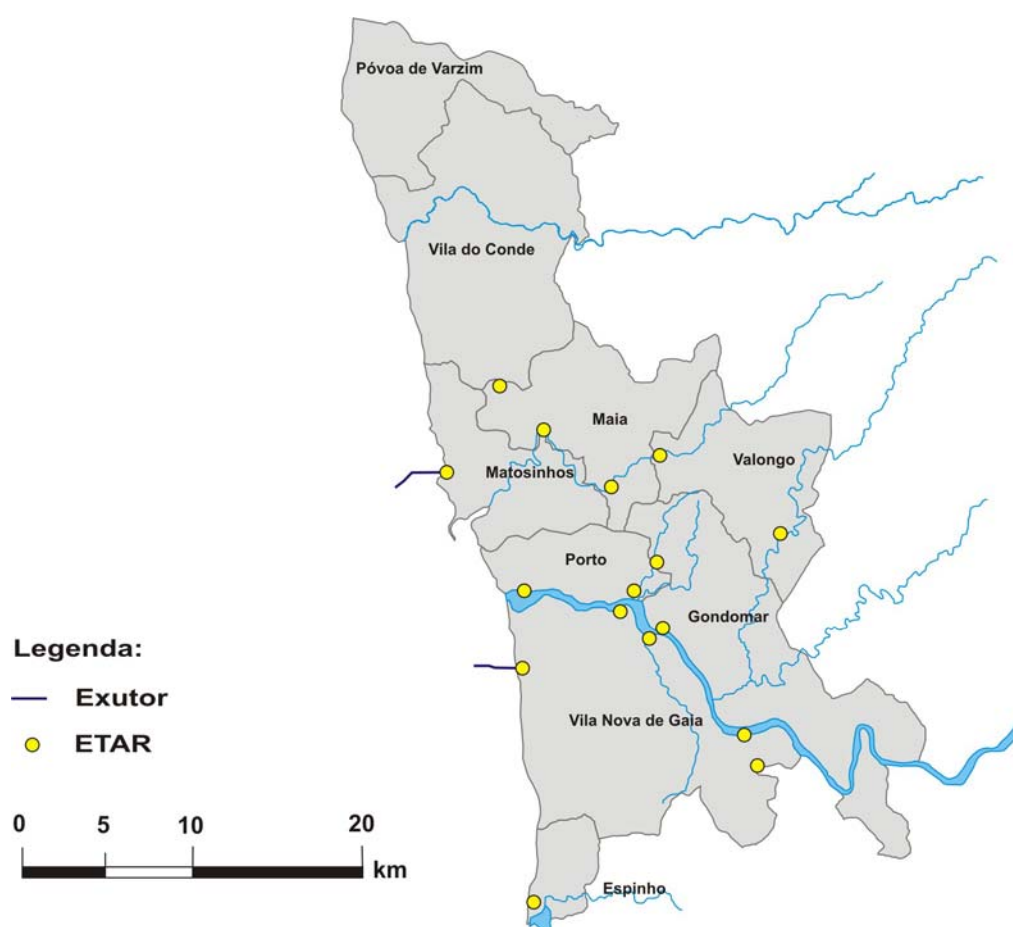 Póvoa de Varzim
Vila do Conde
Maia
Valongo
Matosinhos
Porto
Gondomar
Legenda:
Exutor
Vila Nova de Gaia
ETAR
0 5 10 20
km
Espinho